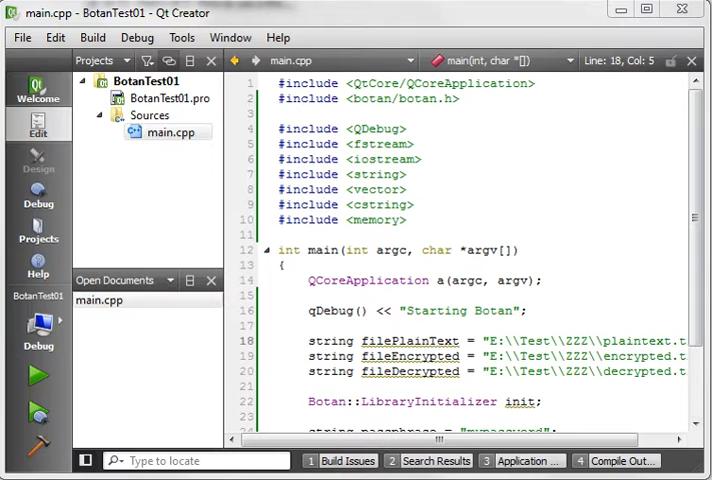 main.cpp - BotanTest01 - Qt Creator
File Edit Build Debug Tools Window Help
Projects
main.cpp
main(int, char *[])
Line: 18, Col: 5
Welcome
Edit
Design
Debug
Projects
Help
BotanTest01
Debug
BotanTest01
BotanTest01.pro
Sources
main.cpp
Open Documents
main.cpp
1 #include <QtCore/QCoreApplication>
2 #include <botan/botan.h>
3
4 #include <QDebug>
5 #include <fstream>
6 #include <iostream>
7 #include <string>
8 #include <vector>
9 #include <cstring>
10 #include <memory>
11
12 int main(int argc, char *argv[])
13 {
14 QCoreApplication a(argc, argv);
15
16 qDebug() << "Starting Botan";
17
18 string filePlainText = "E:\\Test\\ZZZ\\plaintext.t
19 string fileEncrypted = "E:\\Test\\ZZZ\\encrypted.t
20 string fileDecrypted = "E:\\Test\\ZZZ\\decrypted.t
21
22 Botan::LibraryInitializer init;
23
24 string passphrase = "mypassword";
Type to locate
1 Build Issues
2 Search Results
3 Application ...
4 Compile Out...